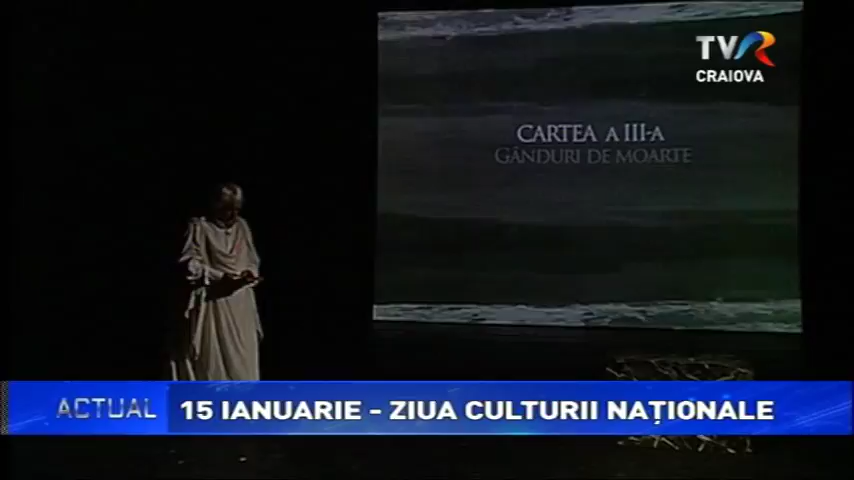 TVR
CRAIOVA
CARTEA A III-A
GÂNDURI DE MOARTE
ACTUAL
15 IANUARIE - ZIUA CULTURII NAȚIONALE